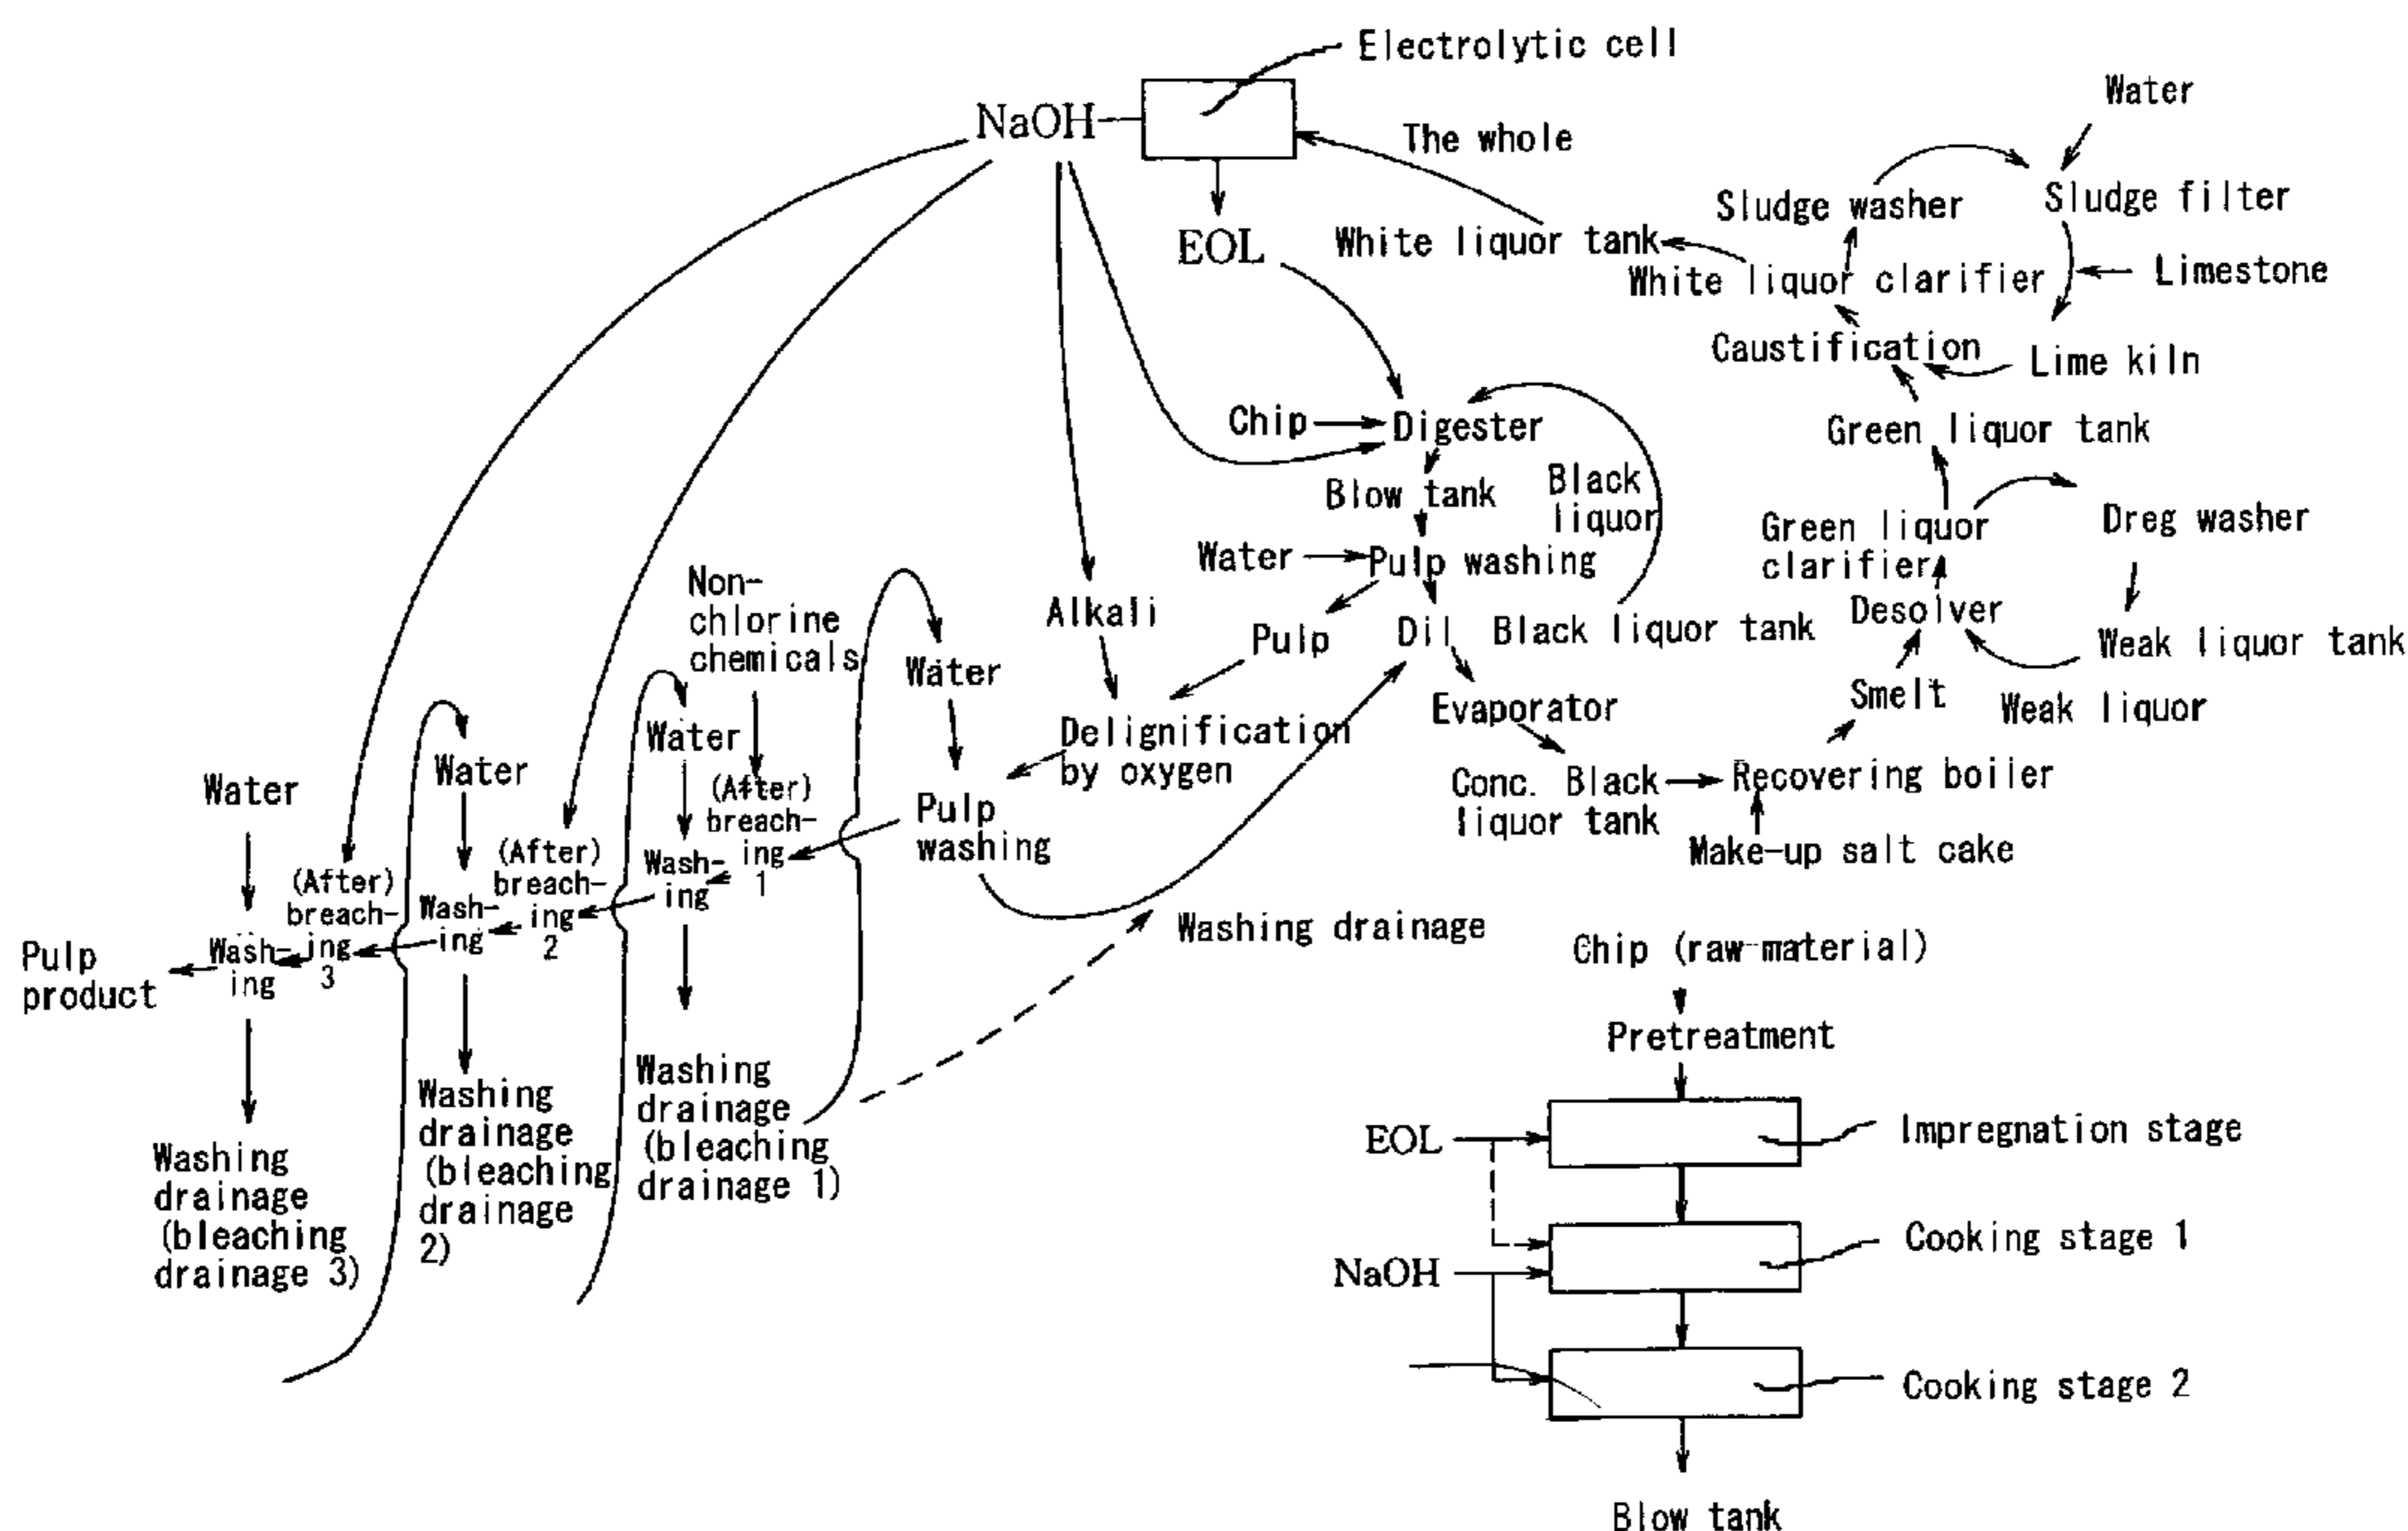 Electrolytic cell
NaOH
The whole
EOL
White liquor tank
Water
Sludge washer
Sludge filter
White liquor clarifier
Limestone
Caustification
Lime kiln
Green liquor tank
Chip
Digester
Blow tank
Black
liquor
Water
Pulp washing
Green liquor
clarifier
Dreg washer
Desolver
Weak liquor tank
Weak liquor
Smelt
Alkali
Pulp
Dil
Black liquor tank
Evaporator
Delignification
by oxygen
Conc. Black
liquor tank
Recovering boiler
Make-up salt cake
Non-
chlorine
chemicals
Water
Water
Water
Water
Pulp
washing
(After)
breach-
ing
1
Wash-
ing
(After)
breach-
ing
2
Wash-
ing
(After)
breach-
ing
3
Wash-
ing
Pulp
product
Washing drainage
Washing
drainage
(bleaching
drainage 1)
Washing
drainage
(bleaching
drainage
2)
Washing
drainage
(bleaching
drainage 3)
Chip (raw-material)
Pretreatment
EOL
Impregnation stage
Cooking stage 1
NaOH
Cooking stage 2
Blow tank